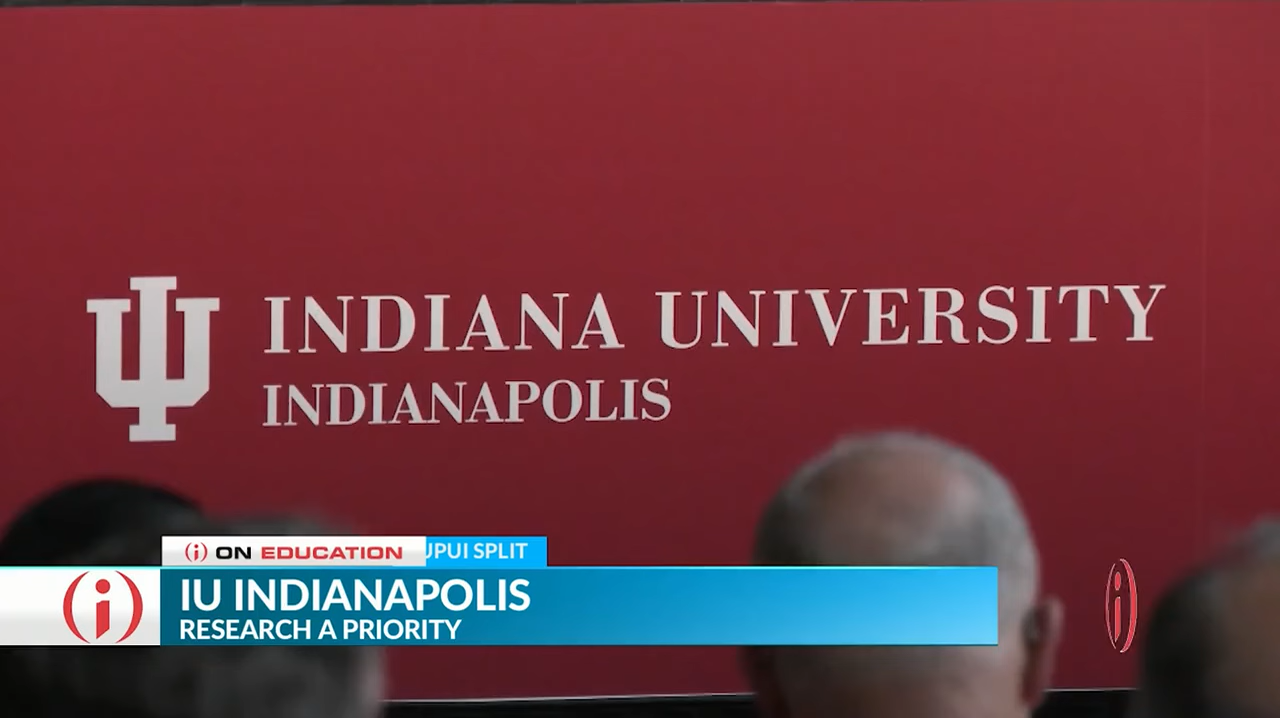 INDIANA UNIVERSITY
INDIANAPOLIS
i ON EDUCATION
UPUI SPLIT
IU INDIANAPOLIS
RESEARCH A PRIORITY